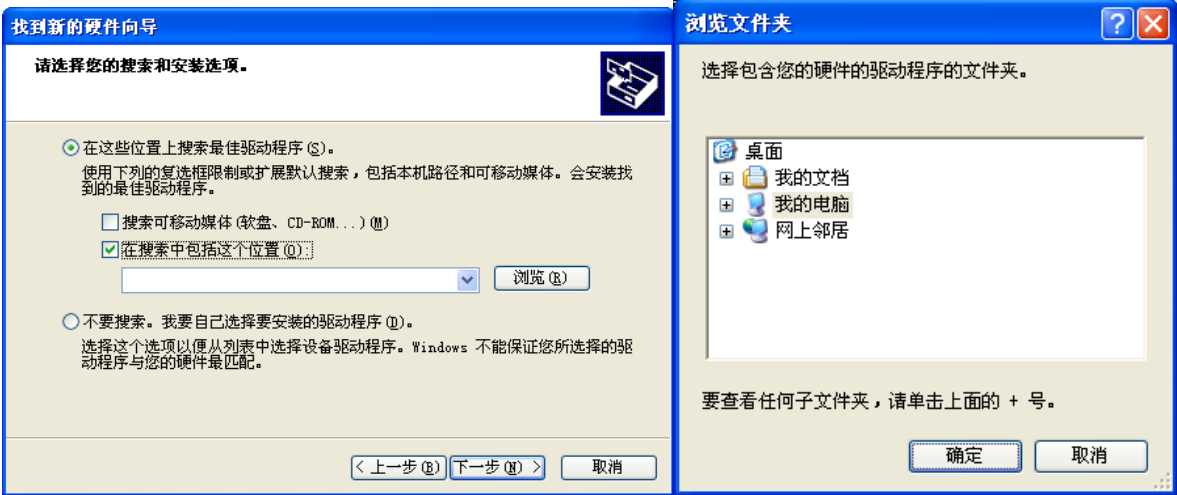 找到新的硬件向导
请选择您的搜索和安装选项。
在这些位置上搜索最佳驱动程序(S)。
使用下列的复选框限制或扩展默认搜索，包括本机路径和可移动媒体。会安装找
到的最佳驱动程序。
搜索可移动媒体(软盘、CD-ROM...)(M)
在搜索中包括这个位置(O):
浏览(R)
不要搜索。我要自己选择要安装的驱动程序(D)。
选择这个选项以便从列表中选择设备驱动程序。Windows 不能保证您所选择的驱
动程序与您的硬件最匹配。
< 上一步(B)
下一步(N) >
取消
浏览文件夹
选择包含您的硬件的驱动程序的文件夹。
桌面
我的文档
我的电脑
网上邻居
要查看任何子文件夹，请单击上面的 + 号。
确定
取消